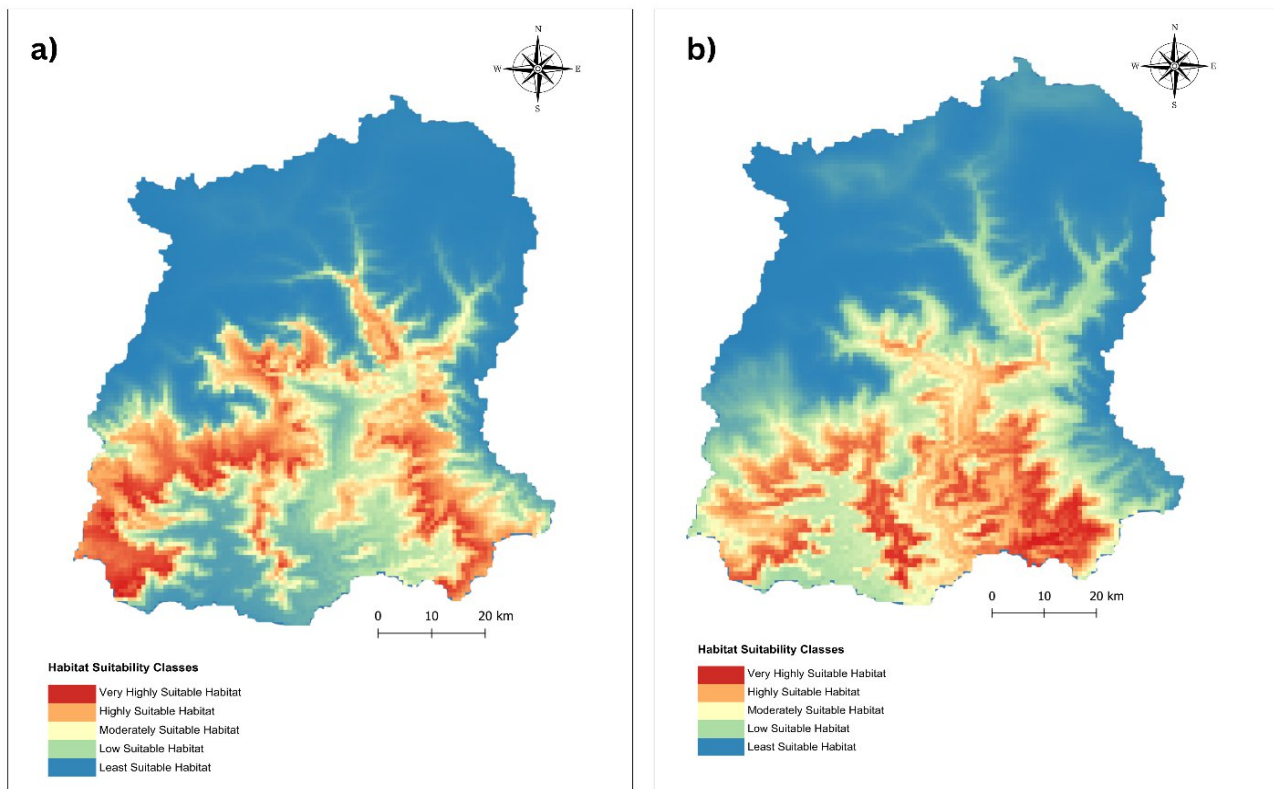 a)
N
W E
S
0 10 20 km
Habitat Suitability Classes
Very Highly Suitable Habitat
Highly Suitable Habitat
Moderately Suitable Habitat
Low Suitable Habitat
Least Suitable Habitat
b)
N
W E
S
0 10 20 km
Habitat Suitability Classes
Very Highly Suitable Habitat
Highly Suitable Habitat
Moderately Suitable Habitat
Low Suitable Habitat
Least Suitable Habitat